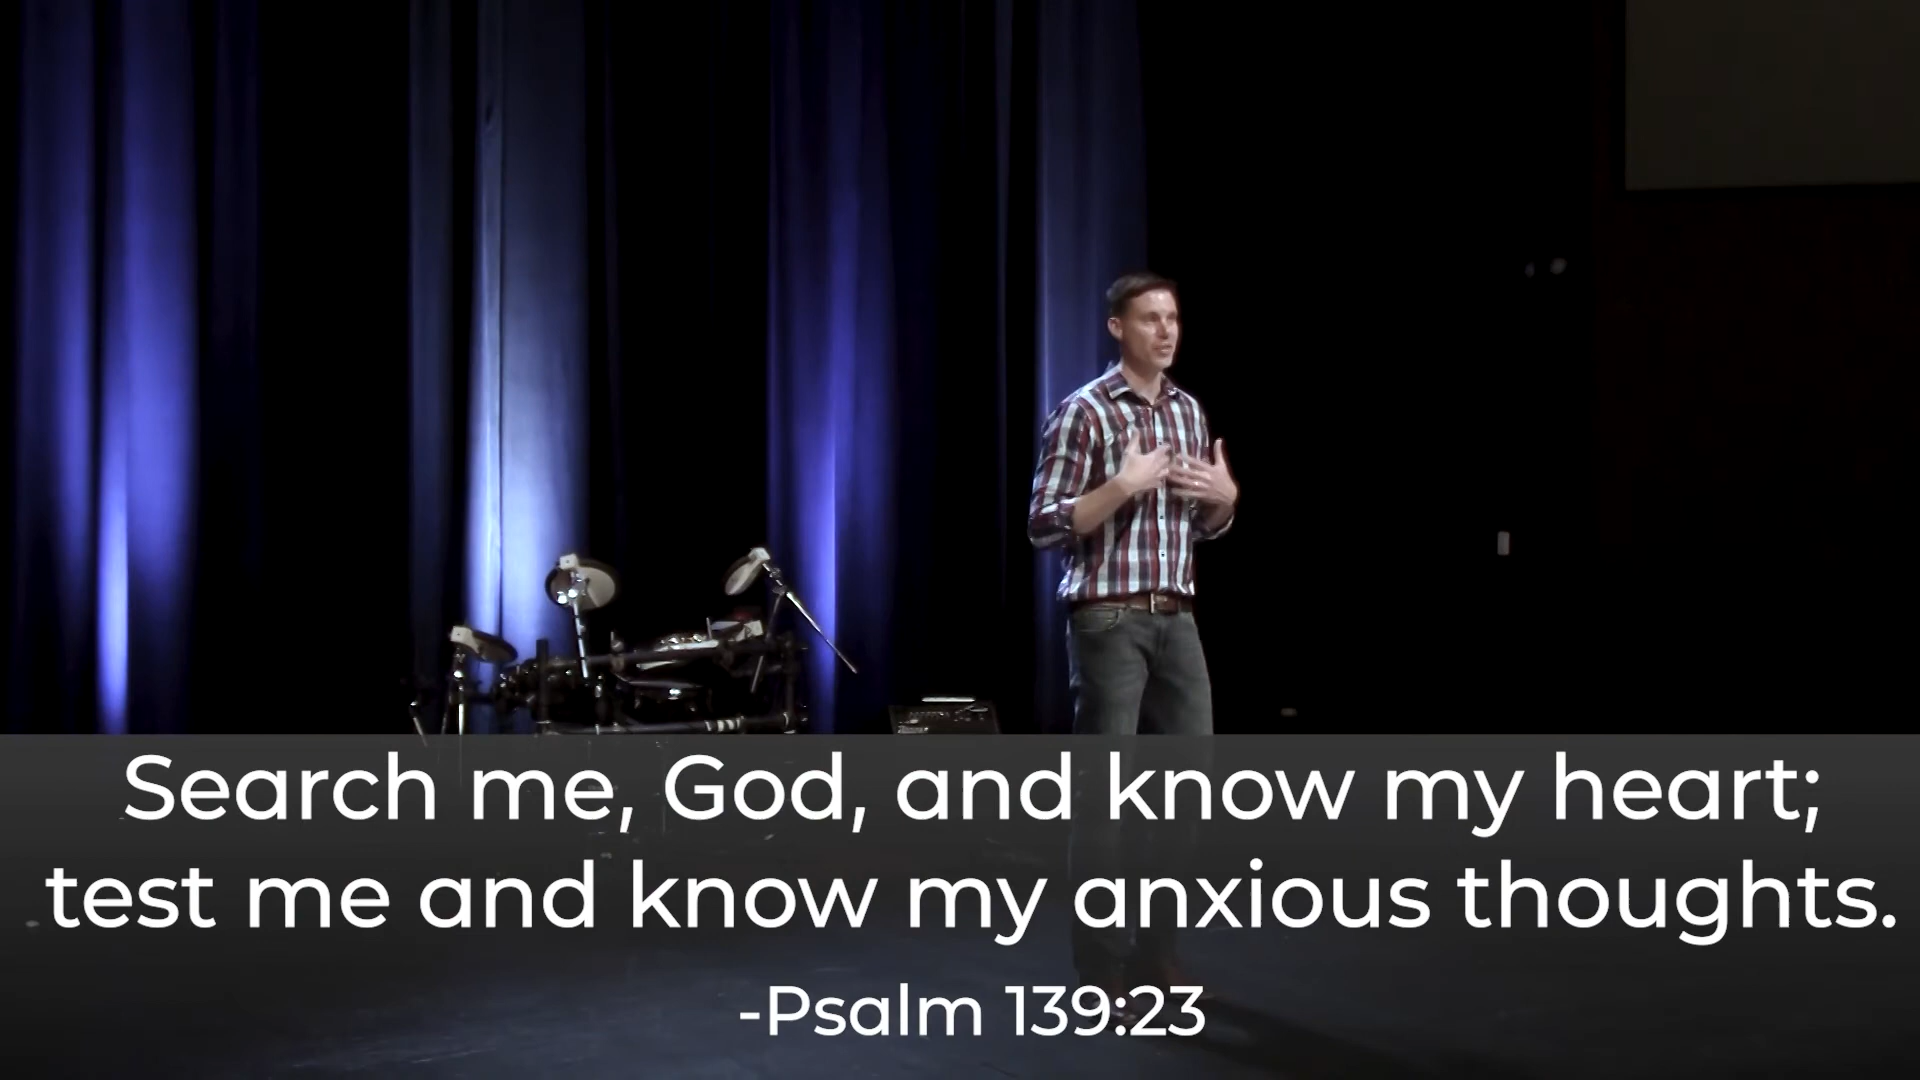 Search me, God, and know my heart;
test me and know my anxious thoughts.
-Psalm 139:23